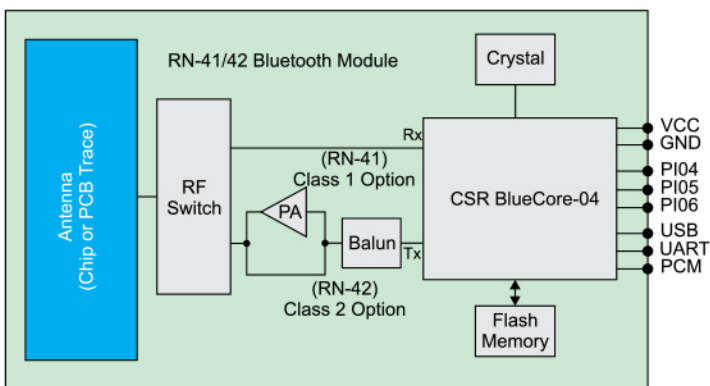 RN-41/42 Bluetooth Module
Antenna
(Chip or PCB Trace)
RF
Switch
Rx
(RN-41)
Class 1 Option
PA
Balun
Tx
(RN-42)
Class 2 Option
Crystal
CSR BlueCore-04
Flash
Memory
VCC
GND
PI04
PI05
PI06
USB
UART
PCM